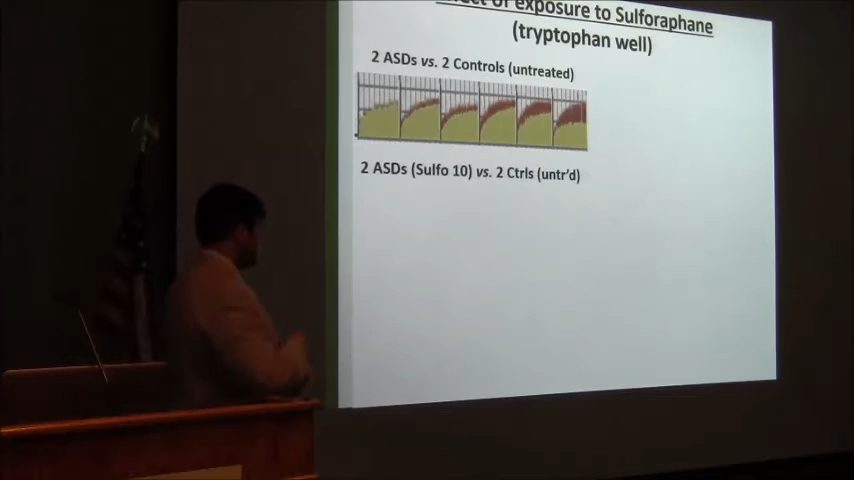 of exposure to Sulforaphane
(tryptophan well)
2 ASDs vs. 2 Controls (untreated)
2 ASDs (Sulfo 10) vs. 2 Ctrls (untr'd)